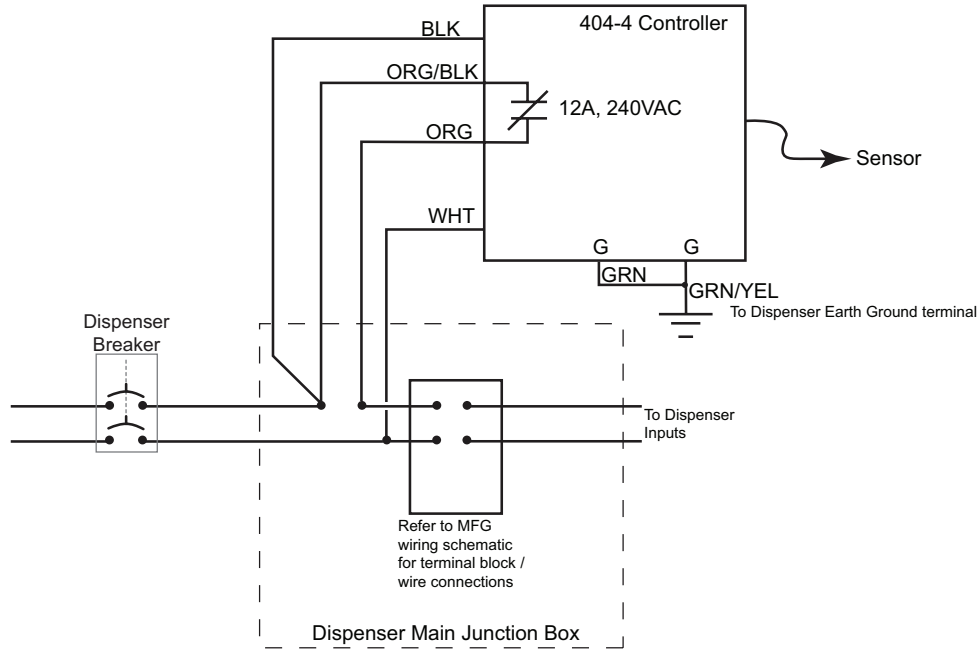 BLK
404-4 Controller
ORG/BLK
12A, 240VAC
ORG
Sensor
WHT
G
G
GRN
GRN/YEL
To Dispenser Earth Ground terminal
Dispenser
Breaker
To Dispenser
Inputs
Refer to MFG
wiring schematic
for terminal block /
wire connections
Dispenser Main Junction Box